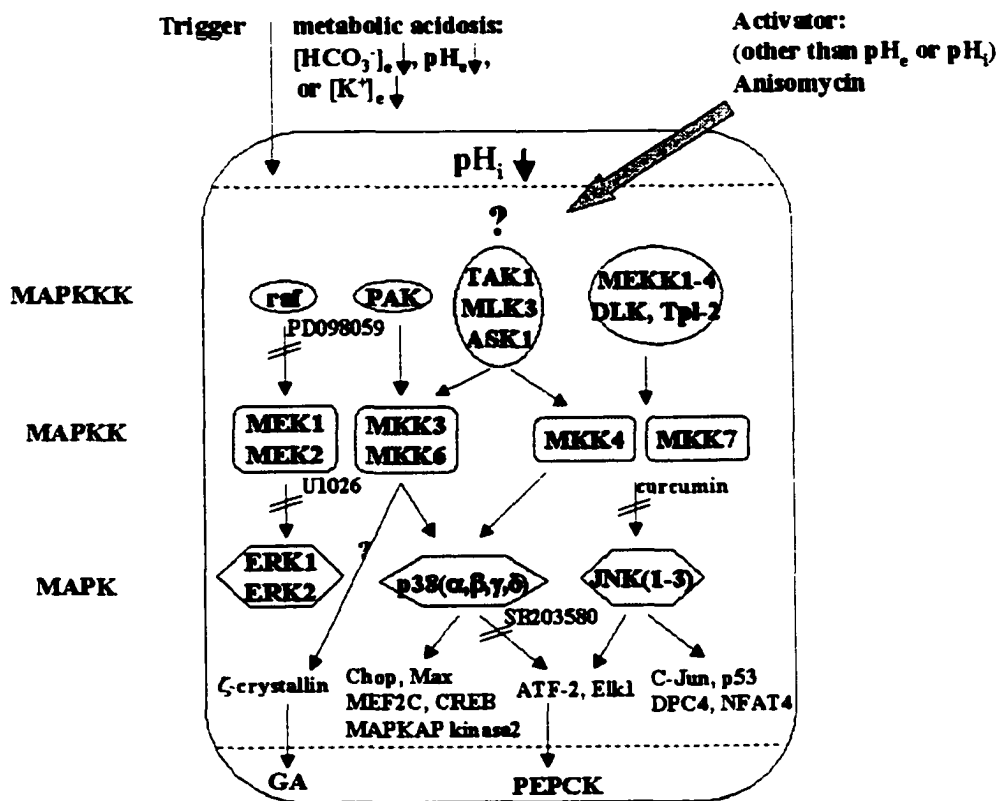 Trigger
metabolic acidosis:
[HCO₃⁻]ₑ↓, pHₑ↓,
or [K⁺]ₑ↓
Activator:
(other than pHₑ or pHᵢ)
Anisomycin
pHᵢ↓
?
MAPKKK
raf
PAK
TAK1
MLK3
ASK1
MEKK1-4
DLK, Tpl-2
PD098059
MAPKK
MEK1
MEK2
MKK3
MKK6
MKK4
MKK7
U1026
curcumin
MAPK
ERK1
ERK2
?
p38(α,β,γ,δ)
JNK(1-3)
SB203580
ζ-crystallin
Chop, Max
MEF2C, CREB
MAPKAP kinase2
ATF-2, Elk1
C-Jun, p53
DPC4, NFAT4
GA
PEPCK